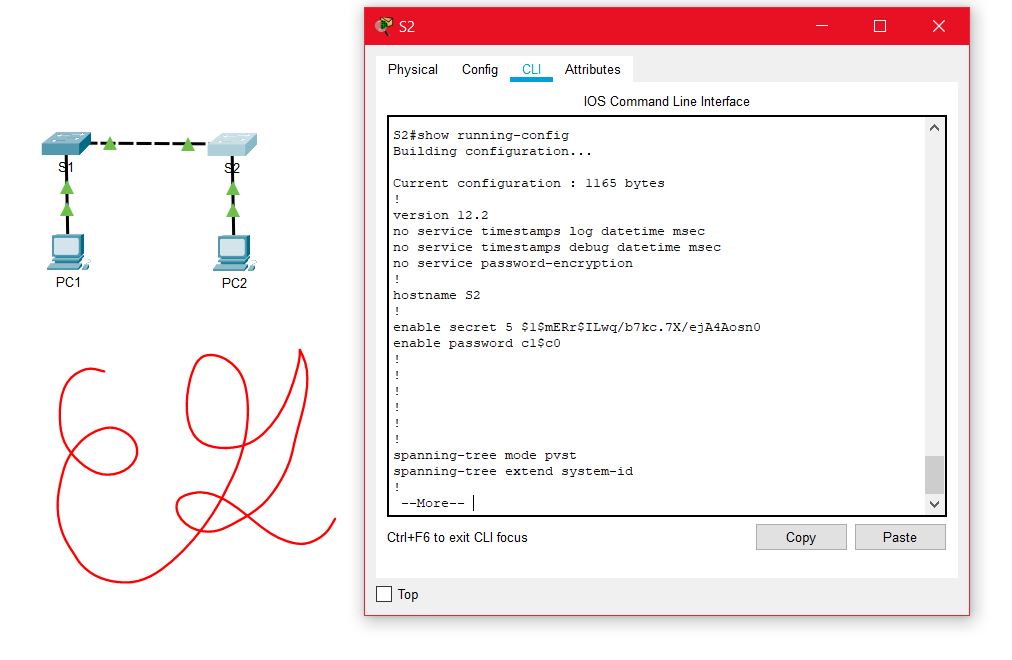 S1
S2
PC1
PC2
S2
Physical Config CLI Attributes
IOS Command Line Interface
S2#show running-config
Building configuration...
Current configuration : 1165 bytes
!
version 12.2
no service timestamps log datetime msec
no service timestamps debug datetime msec
no service password-encryption
!
hostname S2
!
enable secret 5 $1$mERr$ILwq/b7kc.7X/ejA4Aosn0
enable password c1$c0
!
!
!
!
!
!
spanning-tree mode pvst
spanning-tree extend system-id
!
--More--
Ctrl+F6 to exit CLI focus
Copy Paste
Top